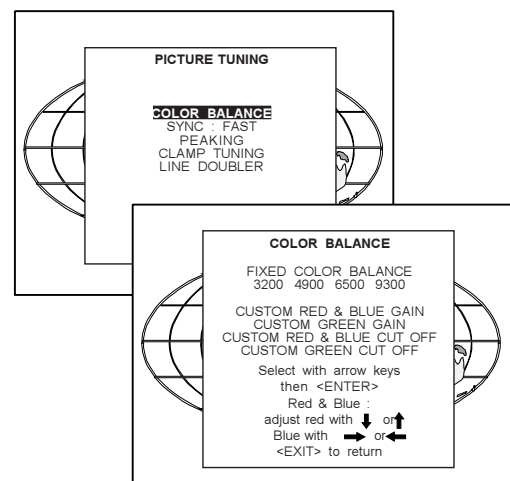 PICTURE TUNING
COLOR BALANCE
SYNC : FAST
PEAKING
CLAMP TUNING
LINE DOUBLER
COLOR BALANCE
FIXED COLOR BALANCE
3200 4900 6500 9300
CUSTOM RED & BLUE GAIN
CUSTOM GREEN GAIN
CUSTOM RED & BLUE CUT OFF
CUSTOM GREEN CUT OFF
Select with arrow keys
then <ENTER>
Red & Blue :
adjust red with ↓ or ↑
Blue with → or ←
<EXIT> to return